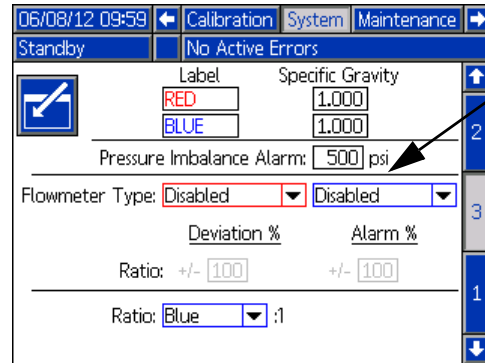 06/08/12 09:59 Calibration System Maintenance
Standby No Active Errors
Label Specific Gravity
RED 1.000
BLUE 1.000
2
Pressure Imbalance Alarm: 500 psi
Flowmeter Type: Disabled Disabled
3
Deviation % Alarm %
Ratio: +/- 100 +/- 100
1
Ratio: Blue :1